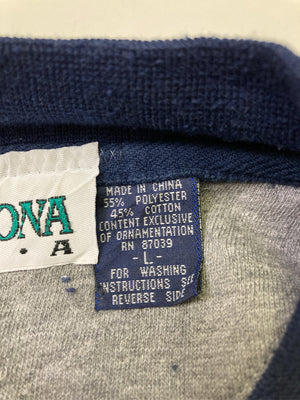 ONA
. A
MADE IN CHINA
55% POLYESTER
45% COTTON
CONTENT EXCLUSIVE
OF ORNAMENTATION
RN 87039
- L -
FOR WASHING
INSTRUCTIONS SEE
REVERSE SIDE